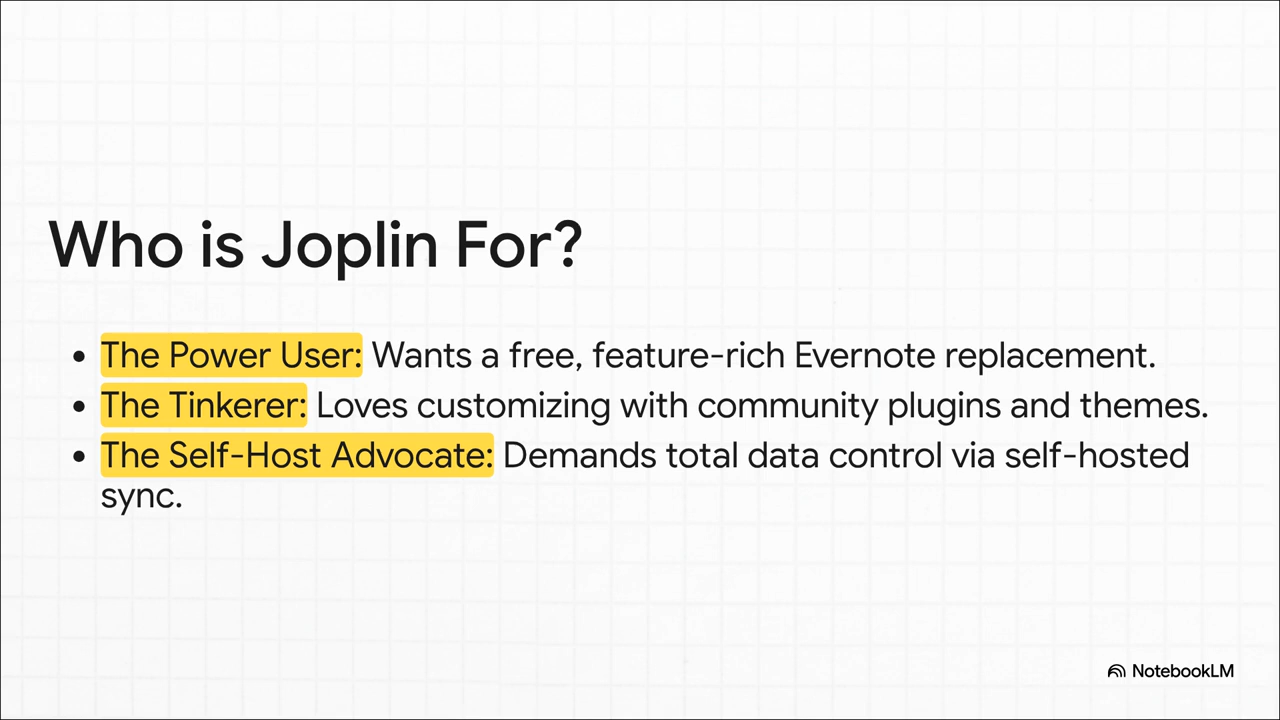 Who is Joplin For?
• The Power User: Wants a free, feature-rich Evernote replacement.
• The Tinkerer: Loves customizing with community plugins and themes.
• The Self-Host Advocate: Demands total data control via self-hosted
sync.
NotebookLM